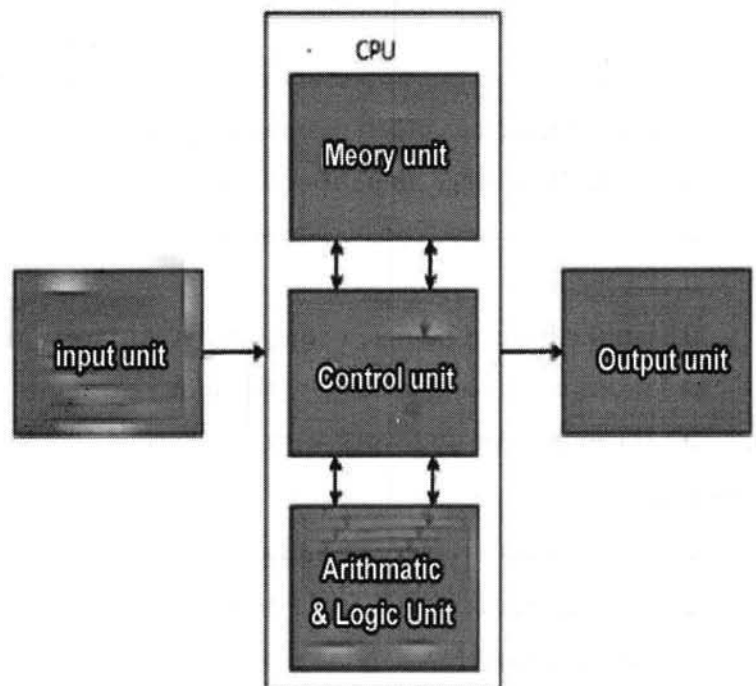 CPU
Meory unit
input unit
Control unit
Output unit
Arithmatic
& Logic Unit